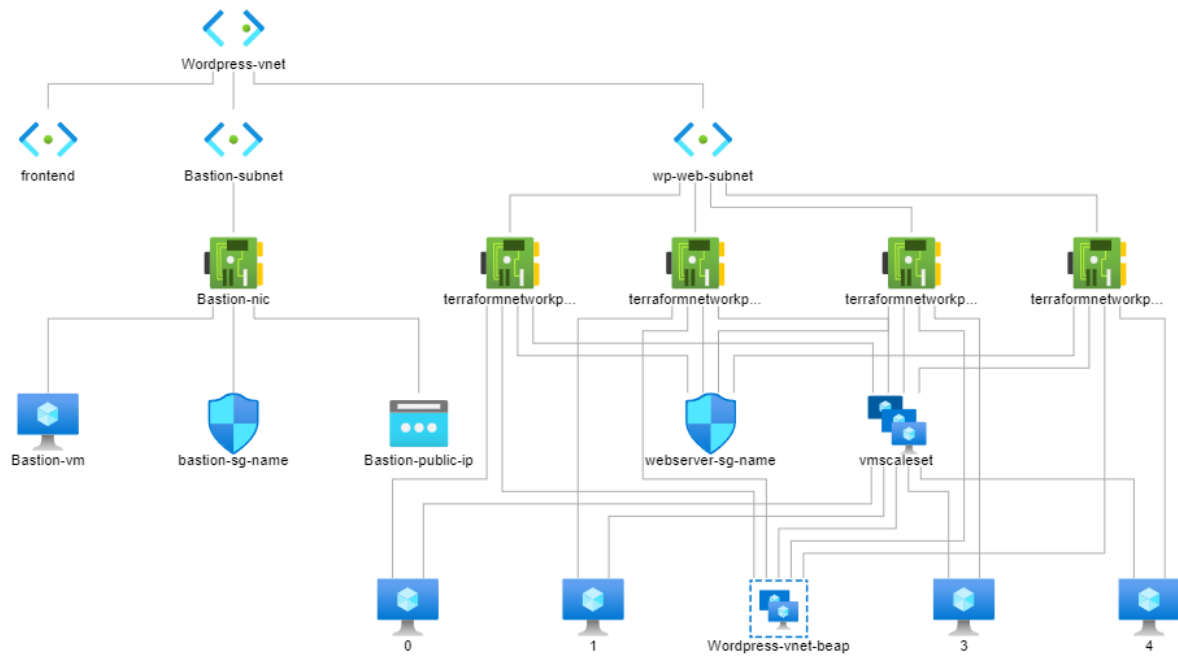 Wordpress-vnet
frontend
Bastion-subnet
wp-web-subnet
Bastion-nic
terraformnetworkp...
terraformnetworkp...
terraformnetworkp...
terraformnetworkp...
Bastion-vm
bastion-sg-name
Bastion-public-ip
webserver-sg-name
vmscaleset
0
1
Wordpress-vnet-beap
3
4